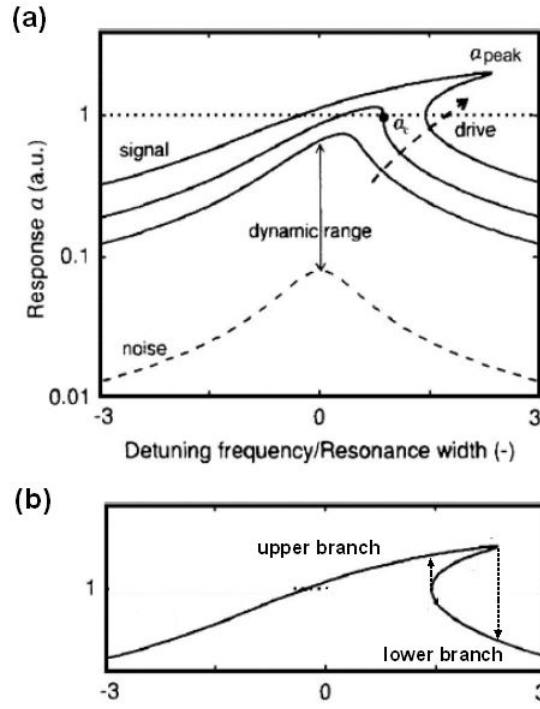 (a)
a peak
1
a c
drive
signal
Response a (a.u.)
dynamic range
0.1
noise
0.01
-3
0
3
Detuning frequency/Resonance width (-)
(b)
upper branch
1
lower branch
-3
0
3